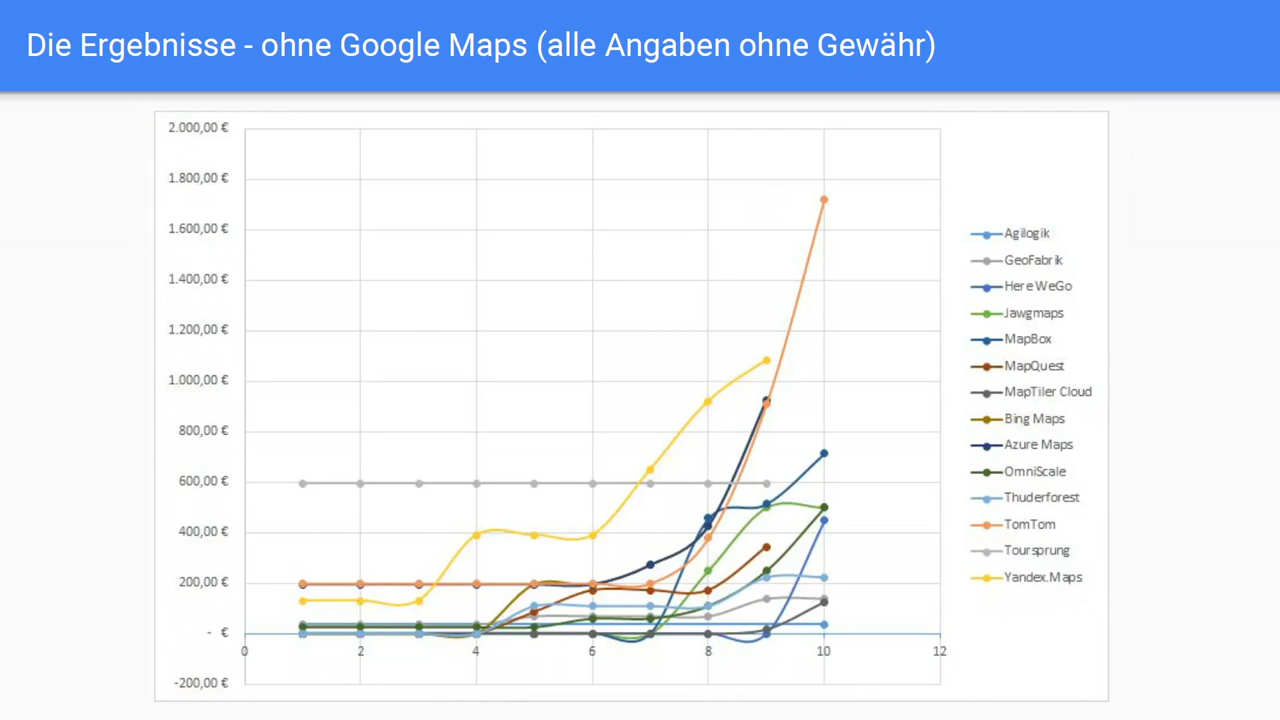 Die Ergebnisse - ohne Google Maps (alle Angaben ohne Gewähr)
2.000,00 €
1.800,00 €
1.600,00 €
1.400,00 €
1.200,00 €
1.000,00 €
800,00 €
600,00 €
400,00 €
200,00 €
- €
-200,00 €
0 2 4 6 8 10 12
Agilogik
GeoFabrik
Here WeGo
Jawgmaps
MapBox
MapQuest
MapTiler Cloud
Bing Maps
Azure Maps
OmniScale
Thuderforest
TomTom
Toursprung
Yandex.Maps